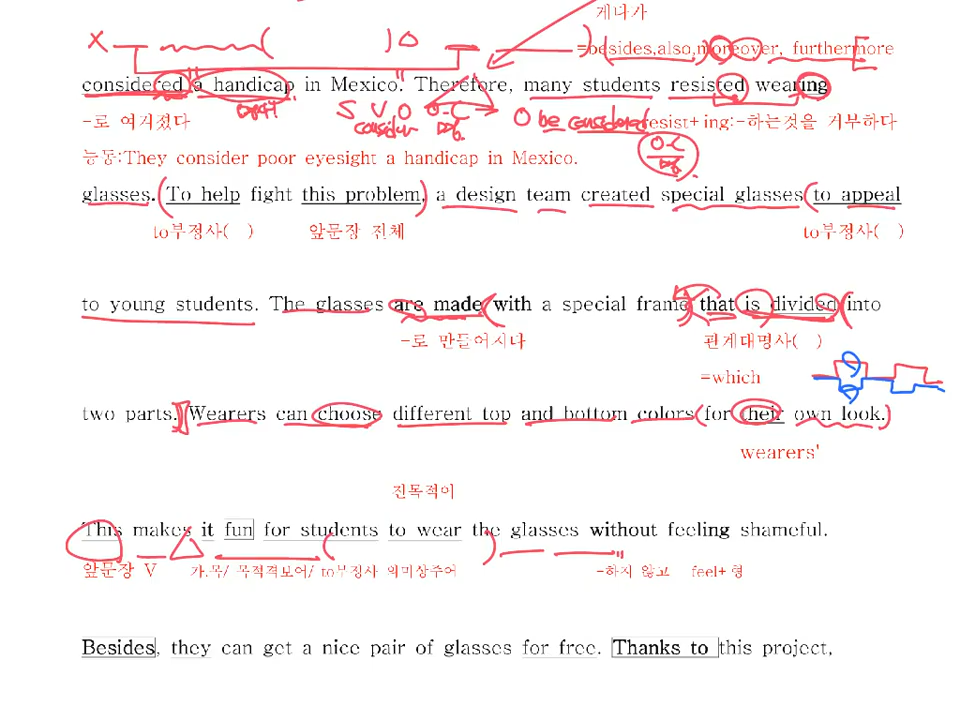 게다가
=besides,also,moreover, furthermore
considered a handicap in Mexico. Therefore, many students resisted wearing
S V O O·C O be considered
consider
-로 여겨졌다 resist+ing:-하는것을 거부하다
O·C
능동:They consider poor eyesight a handicap in Mexico.
glasses. (To help fight this problem), a design team created special glasses (to appeal
to부정사( ) 앞문장 전체 to부정사( )
to young students. The glasses are made with a special frame that is divided into
-로 만들어지다 관계대명사( )
=which
two parts. Wearers can choose different top and bottom colors (for their own look.)
wearers'
진목적어
This makes it fun for students to wear the glasses without feeling shameful.
앞문장 V 가.목/ 목적격보어/ to부정사 의미상주어 -하지 않고 feel+형
Besides, they can get a nice pair of glasses for free. Thanks to this project,